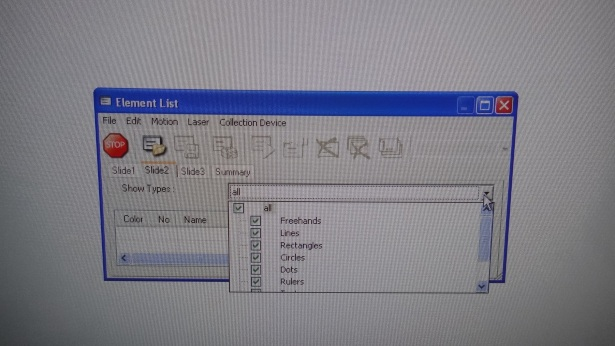 Element List
File Edit Motion Laser Collection Device
STOP
Slide1 Slide2 Slide3 Summary
Show Types:
all
all
Color No Name
Freehands
Lines
Rectangles
Circles
Dots
Rulers